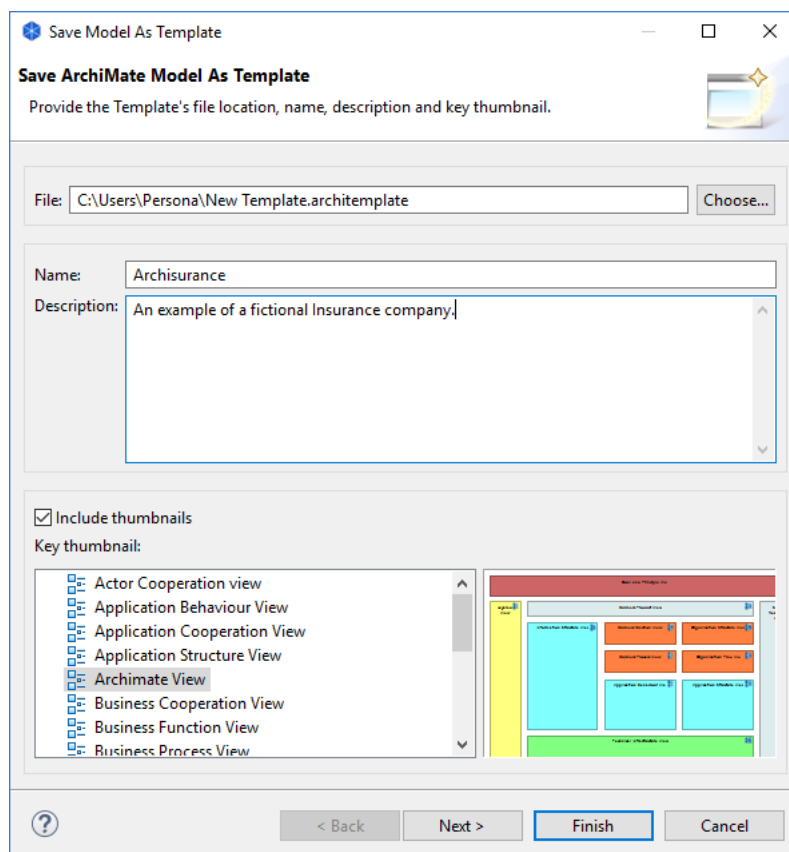 Save Model As Template
Save ArchiMate Model As Template
Provide the Template's file location, name, description and key thumbnail.
File: C:\Users\Persona\New Template.architemplate Choose...
Name: Archisurance
Description: An example of a fictional Insurance company.
Include thumbnails
Key thumbnail:
Actor Cooperation view
Application Behaviour View
Application Cooperation View
Application Structure View
Archimate View
Business Cooperation View
Business Function View
Business Process View
< Back Next > Finish Cancel